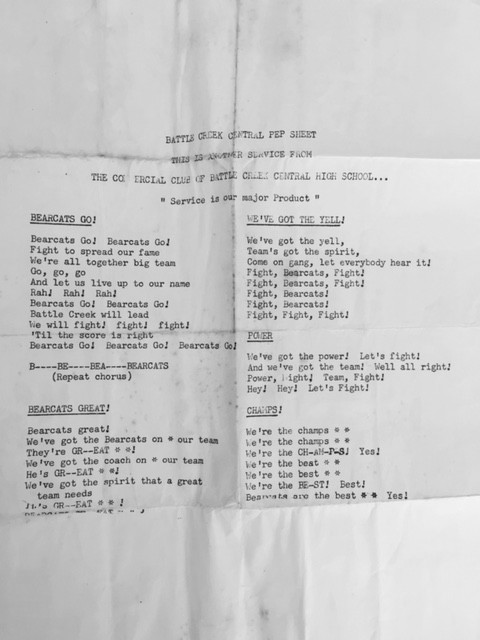 BATTLE CREEK CENTRAL PEP SHEET
THIS IS ANOTHER SERVICE FROM
THE COM ERCIAL CLUB OF BATTLE CREEK CENTRAL HIGH SCHOOL...
" Service is our major Product "
BEARCATS GO!
Bearcats Go! Bearcats Go!
Fight to spread our fame
We're all together big team
Go, go, go
And let us live up to our name
Rah! Rah! Rah!
Bearcats Go! Bearcats Go!
Battle Creek will lead
We will fight! fight! fight!
'Til the score is right
Bearcats Go! Bearcats Go! Bearcats Go!
B----BE----BEA----BEARCATS
(Repeat chorus)
BEARCATS GREAT!
Bearcats great!
We've got the Bearcats on * our team
They're GR--EAT * *!
We've got the coach on * our team
He's GR--EAT * *!
We've got the spirit that a great
team needs
It's GR--EAT * * !
WE'VE GOT THE YELL!
We've got the yell,
Team's got the spirit,
Come on gang, let everybody hear it!
Fight, Bearcats, Fight!
Fight, Bearcats, Fight!
Fight, Bearcats!
Fight, Bearcats!
Fight, Fight, Fight!
POWER
We've got the power! Let's fight!
And we've got the team! Well all right!
Power, Fight! Team, Fight!
Hey! Hey! Let's Fight!
CHAMPS!
We're the champs * *
We're the champs * *
We're the CH-AM-P-S! Yes!
We're the best * *
We're the best * *
We're the BE-ST! Best!
Bearcats are the best * * Yes!